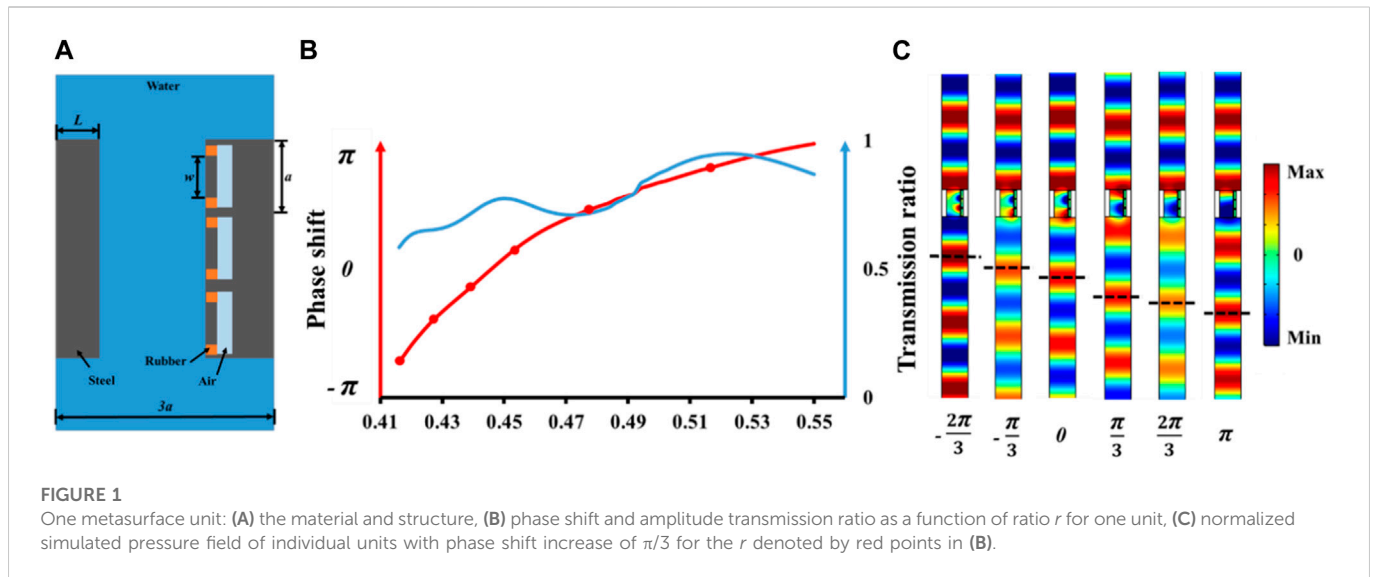 A
B
C
Water
L
w
a
Rubber
Steel
Air
3a
Phase shift
π
0
-π
0.41 0.43 0.45 0.47 0.49 0.51 0.53 0.55
Transmission ratio
1
0.5
0
Max
0
Min
-2π/3 -π/3 0 π/3 2π/3 π
FIGURE 1
One metasurface unit: (A) the material and structure, (B) phase shift and amplitude transmission ratio as a function of ratio r for one unit, (C) normalized
simulated pressure field of individual units with phase shift increase of π/3 for the r denoted by red points in (B).